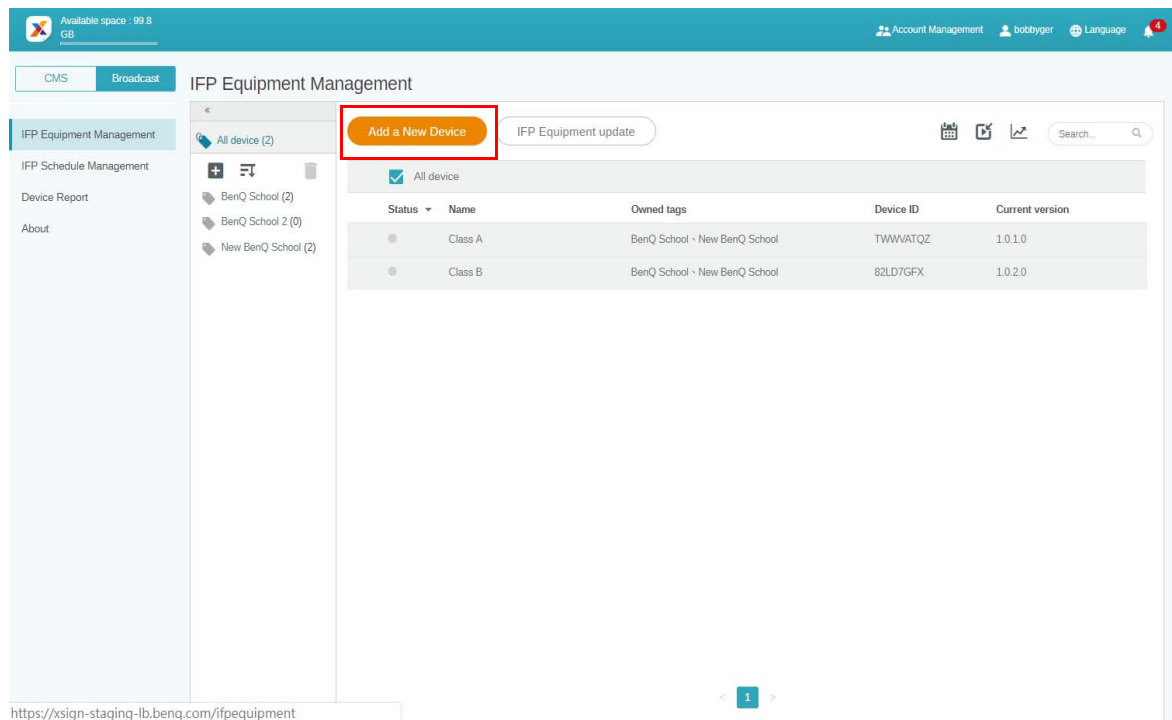 Available space : 99.8
GB
Account Management
bobbyger
Language
4
CMS
Broadcast
IFP Equipment Management
IFP Equipment Management
IFP Schedule Management
Device Report
About
«
All device (2)
BenQ School (2)
BenQ School 2 (0)
New BenQ School (2)
Add a New Device
IFP Equipment update
Search...
All device
Status Name Owned tags Device ID Current version
Class A BenQ School、New BenQ School TWWVATQZ 1.0.1.0
Class B BenQ School、New BenQ School 82LD7GFX 1.0.2.0
< 1 >
https://xsign-staging-lb.benq.com/ifpequipment